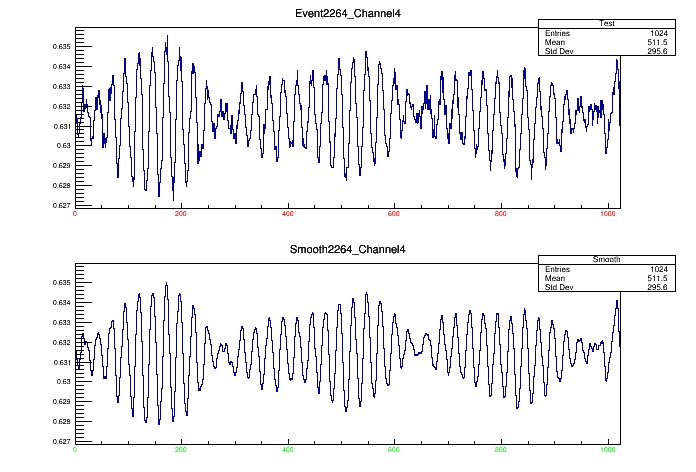 Event2264_Channel4
Test
Entries 1024
Mean 511.5
Std Dev 295.6
0.635
0.634
0.633
0.632
0.631
0.63
0.629
0.628
0.627
0 200 400 600 800 1000
Smooth2264_Channel4
Smooth
Entries 1024
Mean 511.5
Std Dev 295.6
0.635
0.634
0.633
0.632
0.631
0.63
0.629
0.628
0.627
0 200 400 600 800 1000